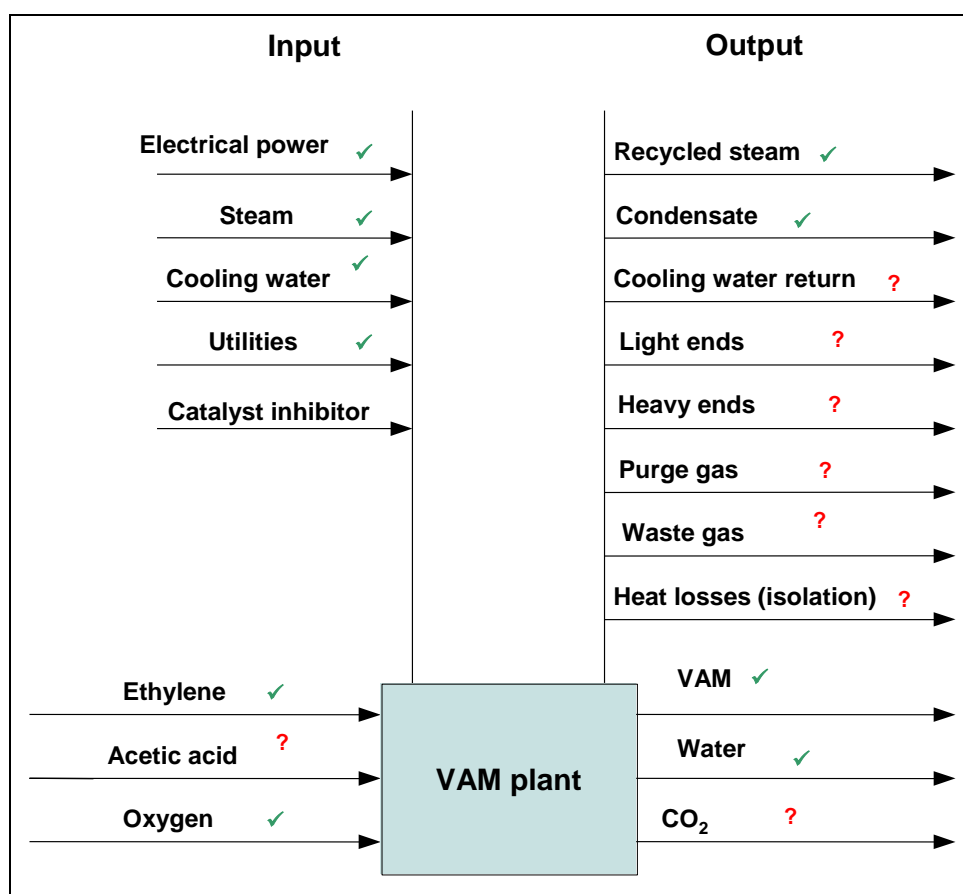 Input
Output
Electrical power ✓
Recycled steam ✓
Steam ✓
Condensate ✓
Cooling water ✓
Cooling water return ?
Utilities ✓
Light ends ?
Catalyst inhibitor
Heavy ends ?
Purge gas ?
Waste gas ?
Heat losses (isolation) ?
Ethylene ✓
VAM ✓
Acetic acid ?
VAM plant
Water ✓
Oxygen ✓
CO₂ ?